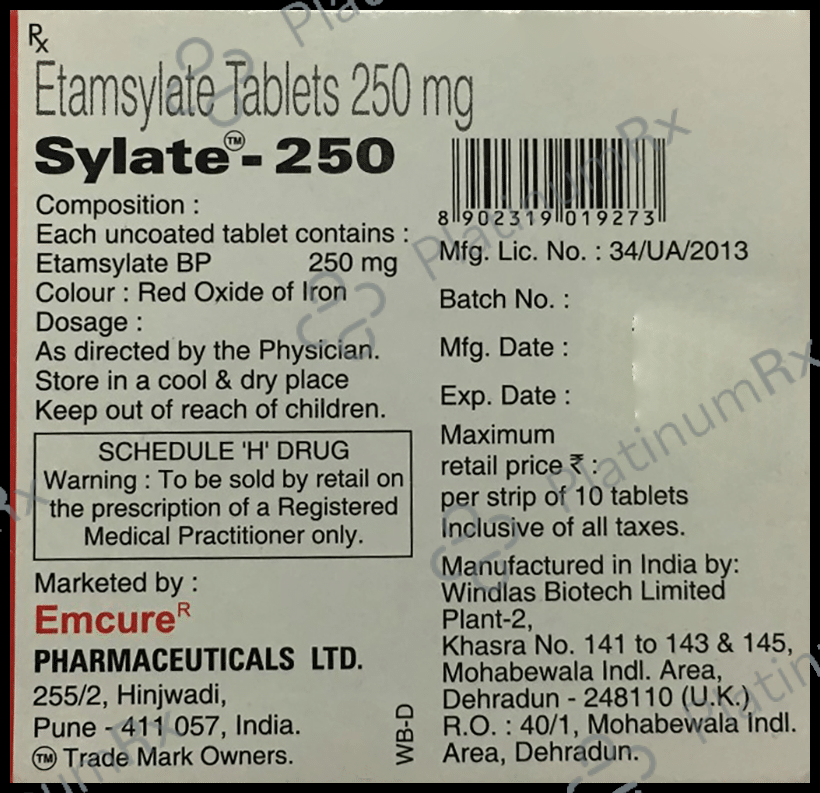 Rx
Etamsylate Tablets 250 mg
Sylate™- 250
Composition :
Each uncoated tablet contains :
Etamsylate BP 250 mg
Colour : Red Oxide of Iron
Dosage :
As directed by the Physician.
Store in a cool & dry place
Keep out of reach of children.
SCHEDULE 'H' DRUG
Warning : To be sold by retail on
the prescription of a Registered
Medical Practitioner only.
Marketed by :
Emcure R
PHARMACEUTICALS LTD.
255/2, Hinjwadi,
Pune - 411 057, India.
TM Trade Mark Owners.
WB-D
8 902319 019273
Mfg. Lic. No. : 34/UA/2013
Batch No. :
Mfg. Date :
Exp. Date :
Maximum
retail price ₹ :
per strip of 10 tablets
Inclusive of all taxes.
Manufactured in India by:
Windlas Biotech Limited
Plant-2,
Khasra No. 141 to 143 & 145,
Mohabewala Indl. Area,
Dehradun - 248110 (U.K.)
R.O. : 40/1, Mohabewala Indl.
Area, Dehradun.
PlatinumRx
PlatinumRx
PlatinumRx